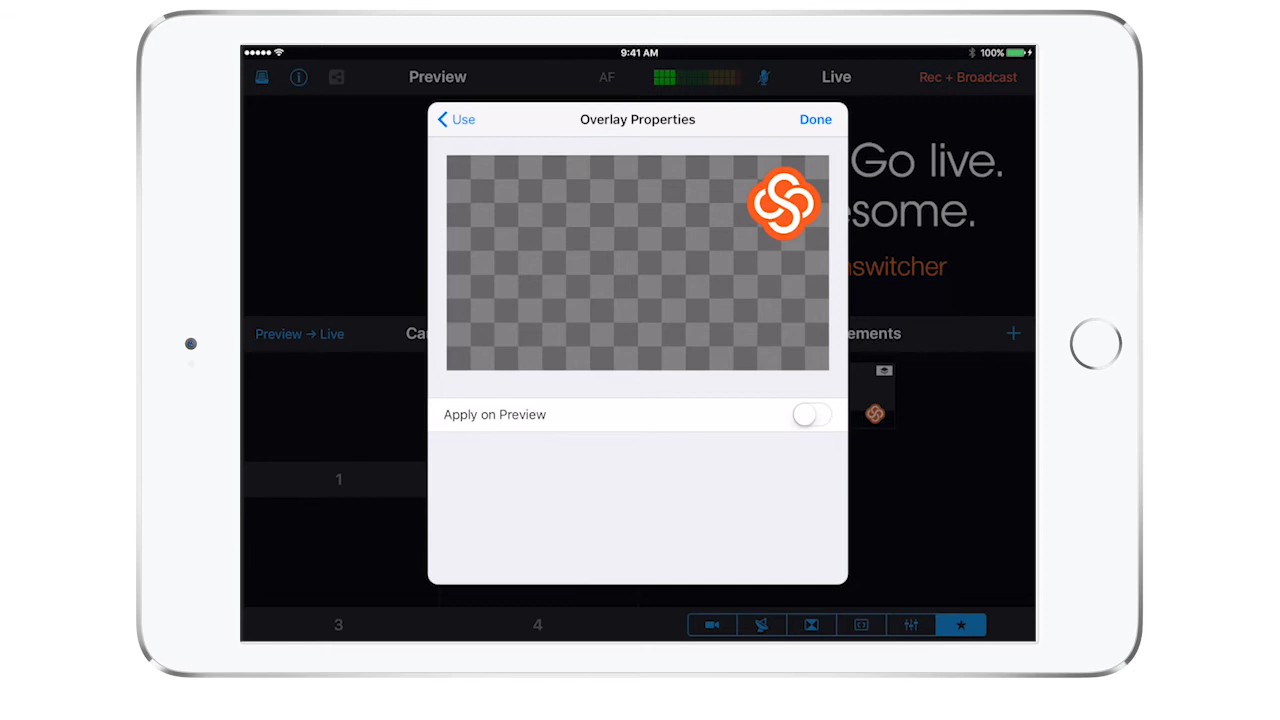 9:41 AM
100%
Preview
AF
Live
Rec + Broadcast
Use
Overlay Properties
Done
Go live.
esome.
switcher
Preview → Live
Ca
ements
Apply on Preview
1
3
4